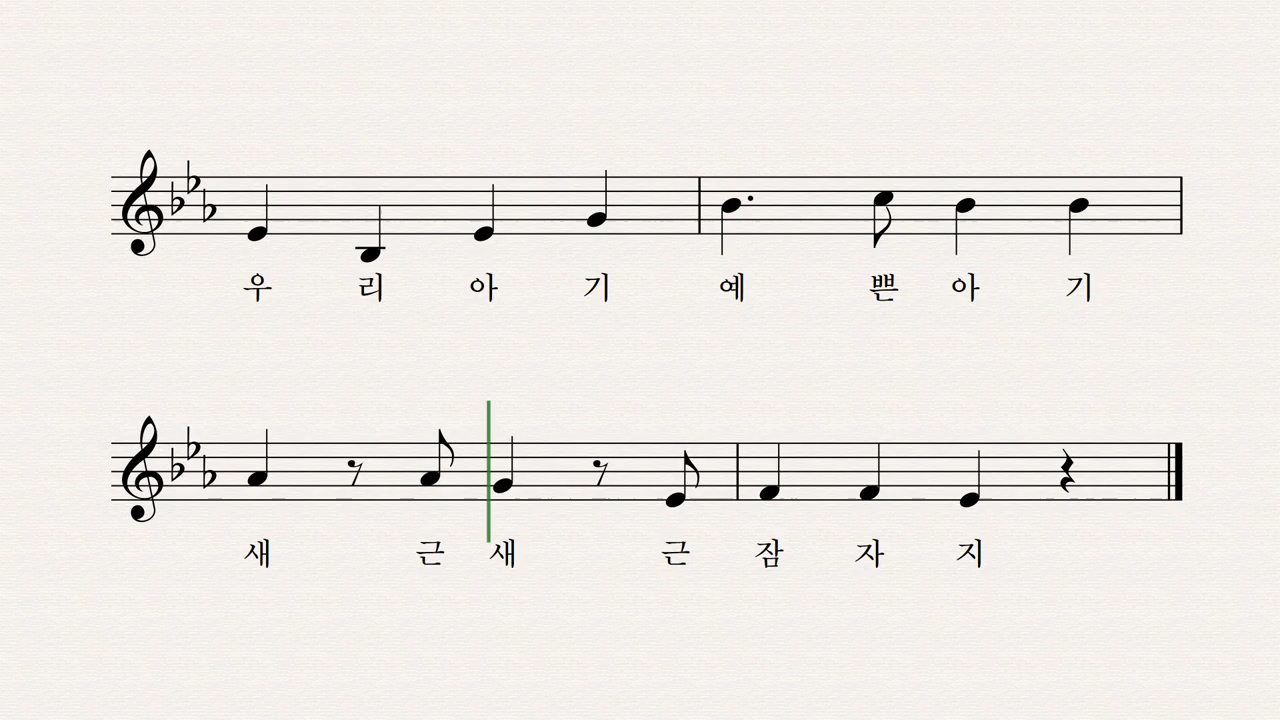 우 리 아 기 예 쁜 아 기
새 근 새 근 잠 자 지